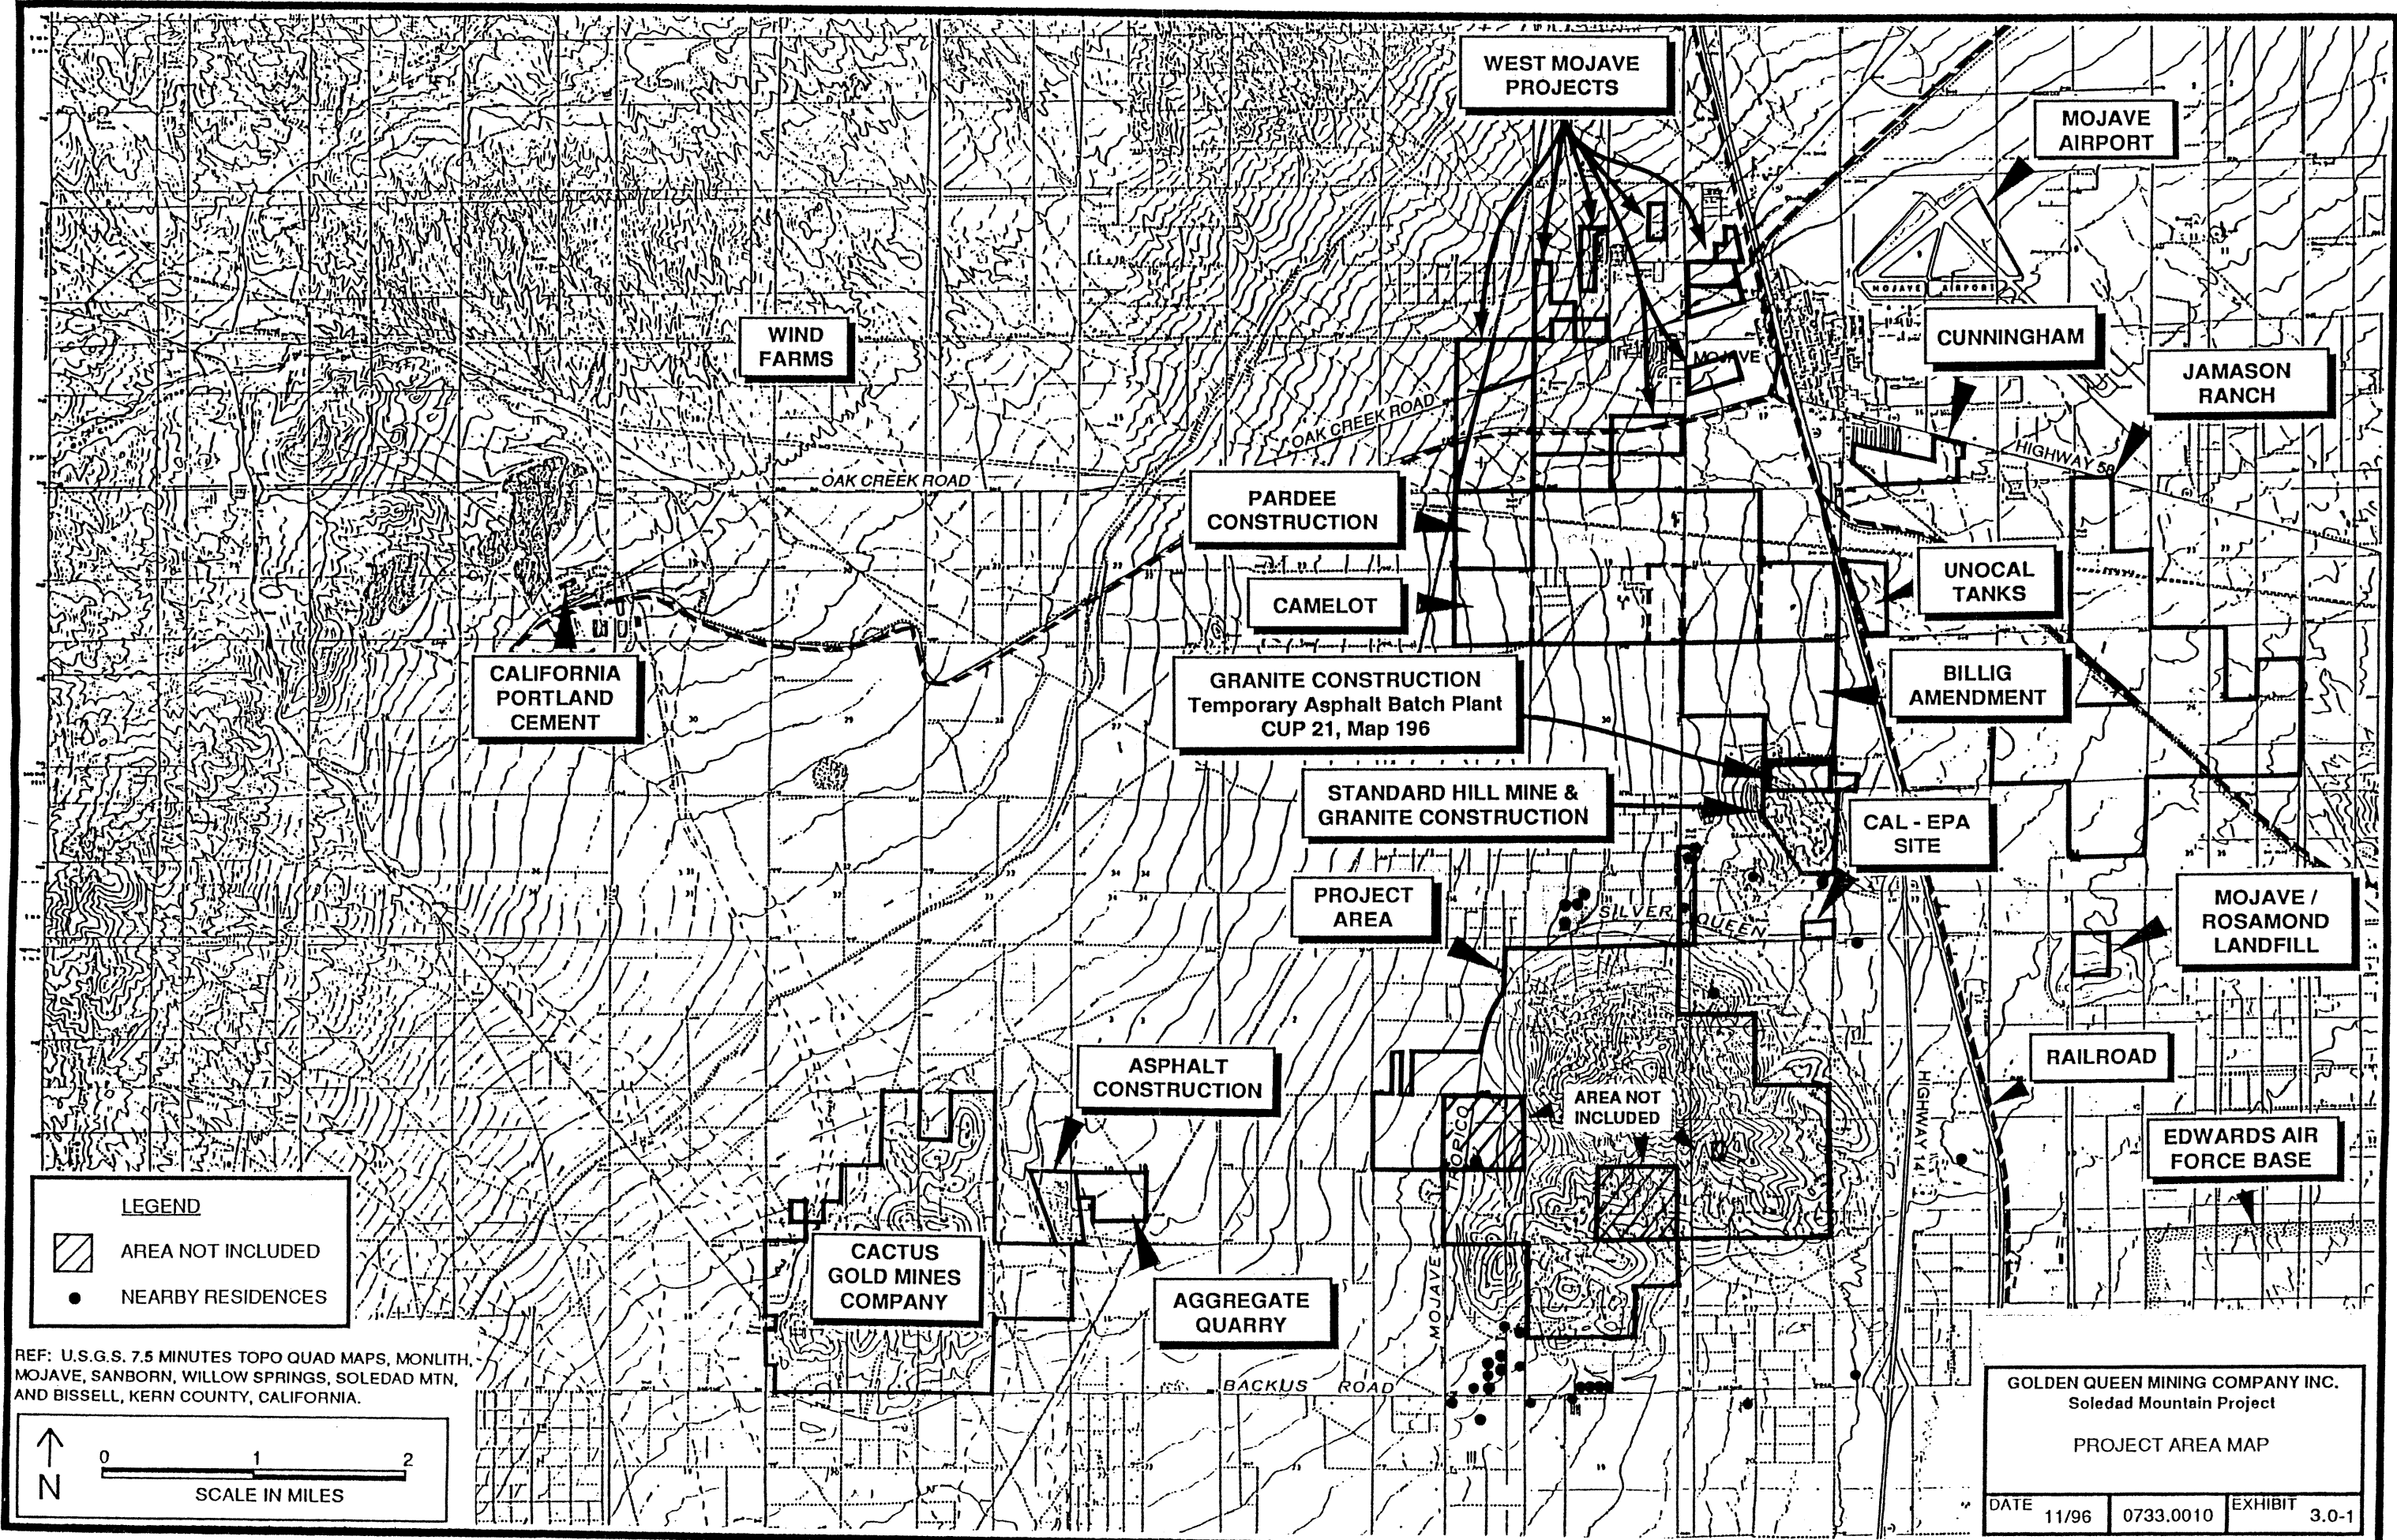 WEST MOJAVE
PROJECTS
MOJAVE
AIRPORT
MOJAVE AIRPORT
WIND
FARMS
CUNNINGHAM
MOJAVE
JAMASON
RANCH
OAK CREEK ROAD
HIGHWAY 58
OAK CREEK ROAD
PARDEE
CONSTRUCTION
UNOCAL
TANKS
CAMELOT
CALIFORNIA
PORTLAND
CEMENT
GRANITE CONSTRUCTION
Temporary Asphalt Batch Plant
CUP 21, Map 196
BILLIG
AMENDMENT
STANDARD HILL MINE &
GRANITE CONSTRUCTION
CAL - EPA
SITE
PROJECT
AREA
SILVER QUEEN
MOJAVE /
ROSAMOND
LANDFILL
ASPHALT
CONSTRUCTION
RAILROAD
AREA NOT
INCLUDED
HIGHWAY 14
EDWARDS AIR
FORCE BASE
MOJAVE TROPICO
CACTUS
GOLD MINES
COMPANY
AGGREGATE
QUARRY
BACKUS ROAD
LEGEND
AREA NOT INCLUDED
NEARBY RESIDENCES
REF: U.S.G.S. 7.5 MINUTES TOPO QUAD MAPS, MONLITH,
MOJAVE, SANBORN, WILLOW SPRINGS, SOLEDAD MTN,
AND BISSELL, KERN COUNTY, CALIFORNIA.
N
0 1 2
SCALE IN MILES
GOLDEN QUEEN MINING COMPANY INC.
Soledad Mountain Project
PROJECT AREA MAP
DATE 11/96
0733.0010
EXHIBIT 3.0-1